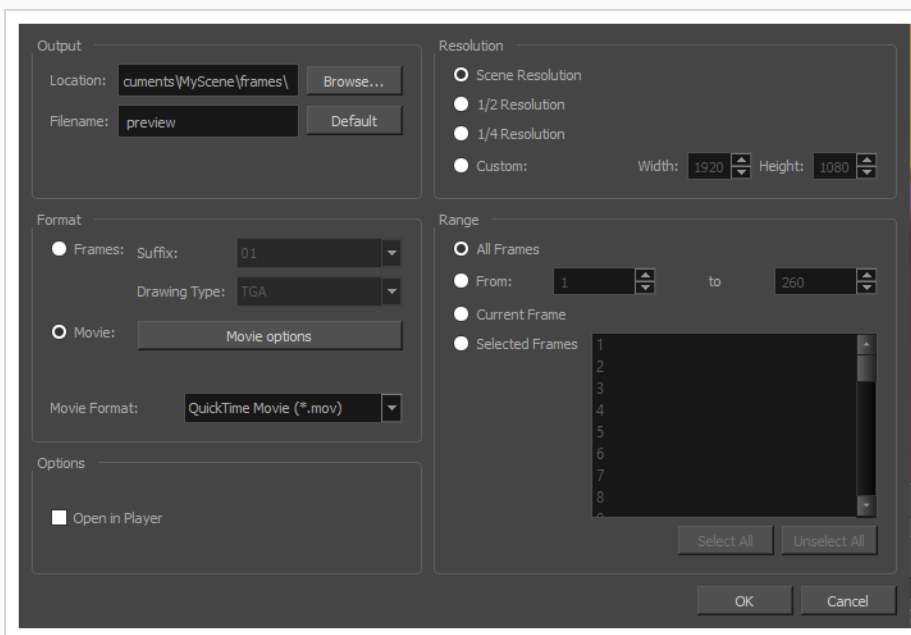 Output
Location: cuments\MyScene\frames\ Browse...
Filename: preview Default
Resolution
Scene Resolution
1/2 Resolution
1/4 Resolution
Custom: Width: 1920 Height: 1080
Format
Frames: Suffix: 01
Drawing Type: TGA
Movie: Movie options
Movie Format: QuickTime Movie (*.mov)
Range
All Frames
From: 1 to 260
Current Frame
Selected Frames 1
2
3
4
5
6
7
8
Select All Unselect All
Options
Open in Player
OK Cancel